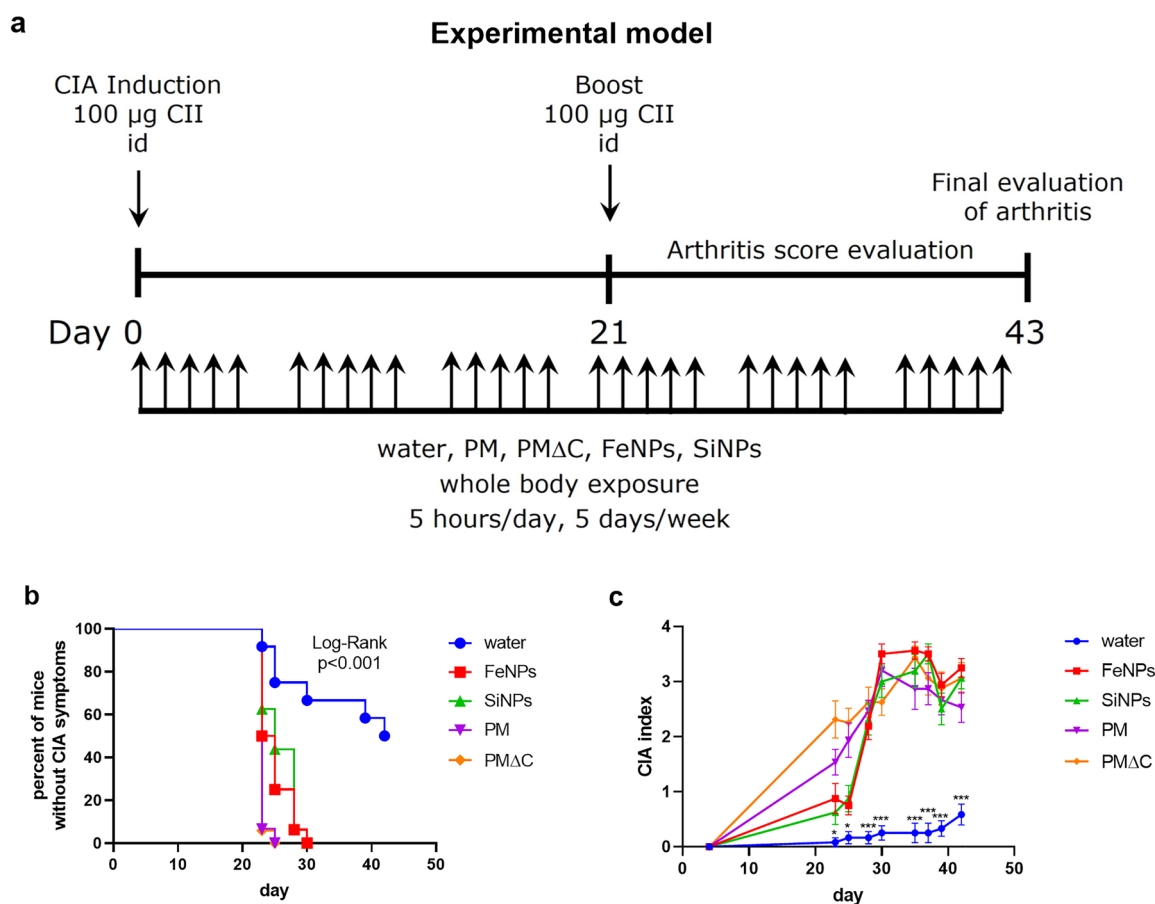 a
Experimental model
CIA Induction
100 µg CII
id
Boost
100 µg CII
id
Final evaluation
of arthritis
Arthritis score evaluation
Day 0
21
43
water, PM, PMΔC, FeNPs, SiNPs
whole body exposure
5 hours/day, 5 days/week
b
percent of mice
without CIA symptoms
100
80
60
40
20
0
0
20
40
60
day
Log-Rank
p<0.001
water
FeNPs
SiNPs
PM
PMΔC
c
CIA index
4
3
2
1
0
0
10
20
30
40
50
day
*
*
***
***
***
***
***
***
water
FeNPs
SiNPs
PM
PMΔC